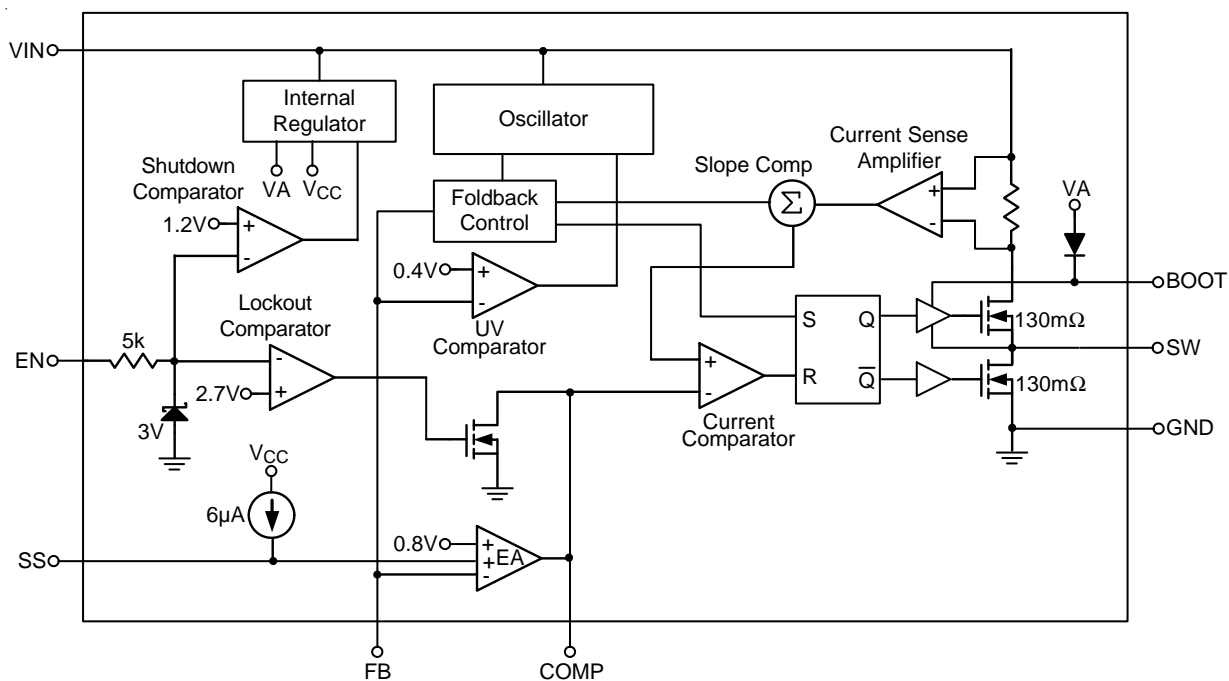 VIN
Internal
Regulator
Oscillator
Shutdown
Comparator
VA
VCC
Foldback
Control
Slope Comp
Σ
Current Sense
Amplifier
+
-
VA
1.2V
+
-
0.4V
+
-
UV
Comparator
BOOT
Lockout
Comparator
S
Q
130mΩ
EN
5k
-
+
2.7V
3V
+
-
Current
Comparator
R
Q
SW
130mΩ
GND
VCC
6µA
0.8V
+
+
-
EA
SS
FB
COMP